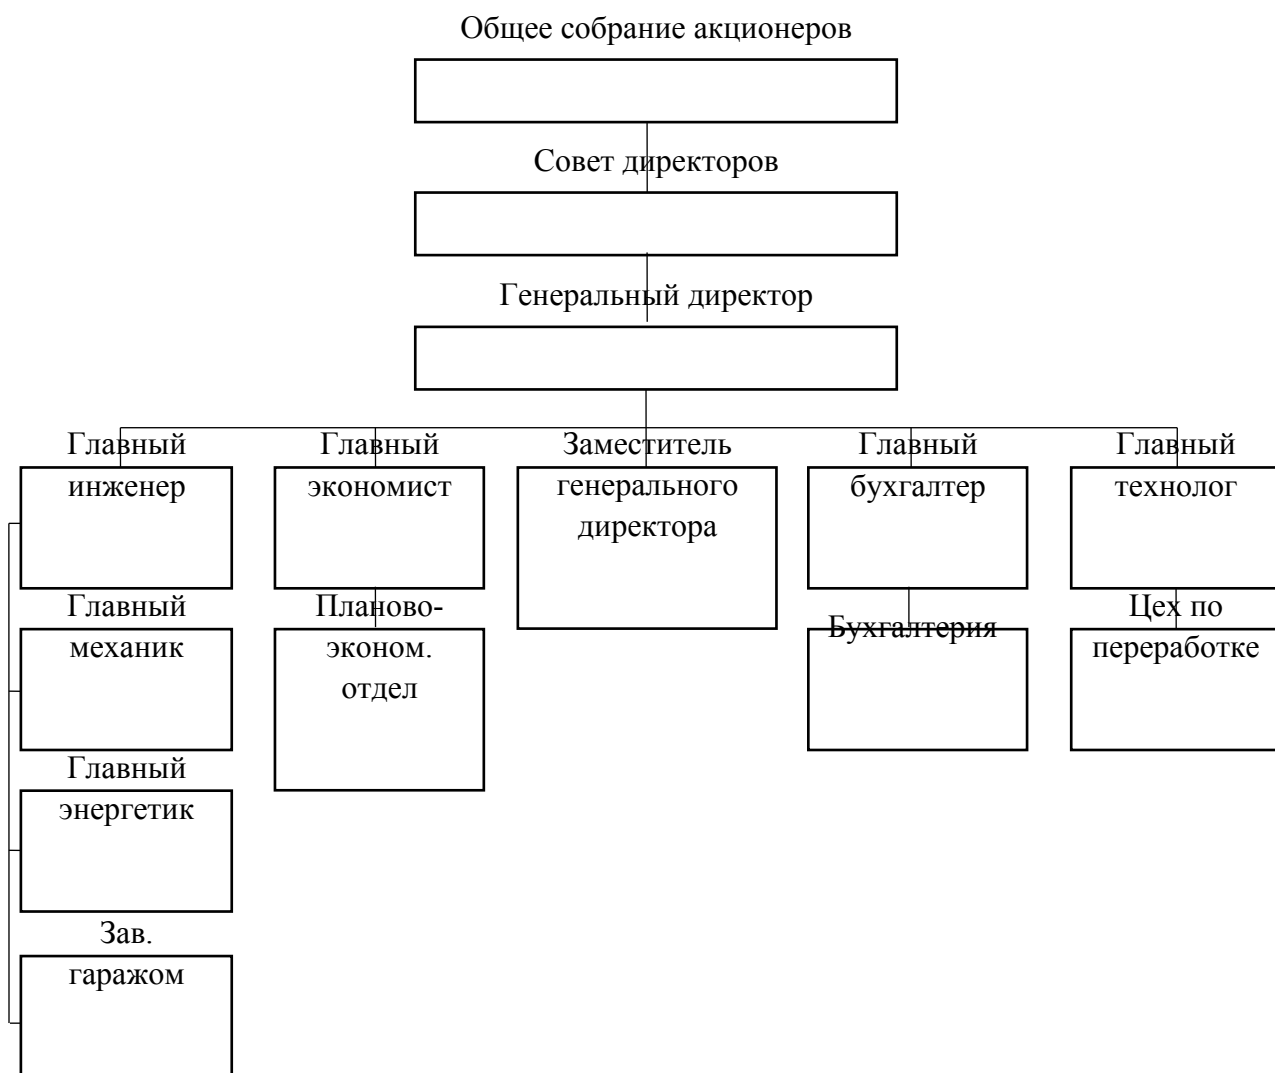 Общее собрание акционеров
Совет директоров
Генеральный директор
Главный
инженер
Главный
экономист
Заместитель
генерального
директора
Главный
бухгалтер
Главный
технолог
Главный
механик
Планово-
эконом.
отдел
Бухгалтерия
Цех по
переработке
Главный
энергетик
Зав.
гаражом